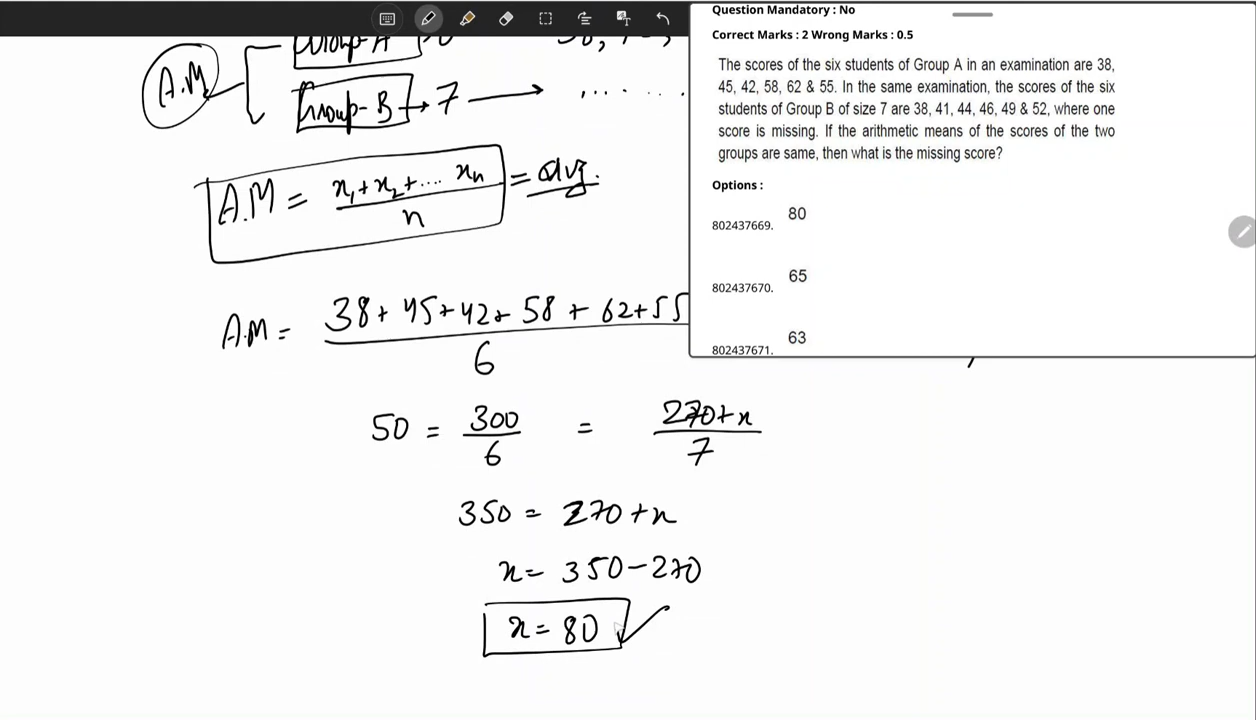 Group-A
A.M
Group-B → 7 → ........
A.M = x₁+x₂+....xₙ / n = avg.
A.M = 38+45+42+58+62+55 / 6
50 = 300/6 = 270+x / 7
350 = 270+x
x = 350-270
x = 80
Question Mandatory : No
Correct Marks : 2 Wrong Marks : 0.5
The scores of the six students of Group A in an examination are 38,
45, 42, 58, 62 & 55. In the same examination, the scores of the six
students of Group B of size 7 are 38, 41, 44, 46, 49 & 52, where one
score is missing. If the arithmetic means of the scores of the two
groups are same, then what is the missing score?
Options :
80
802437669.
65
802437670.
63
802437671.